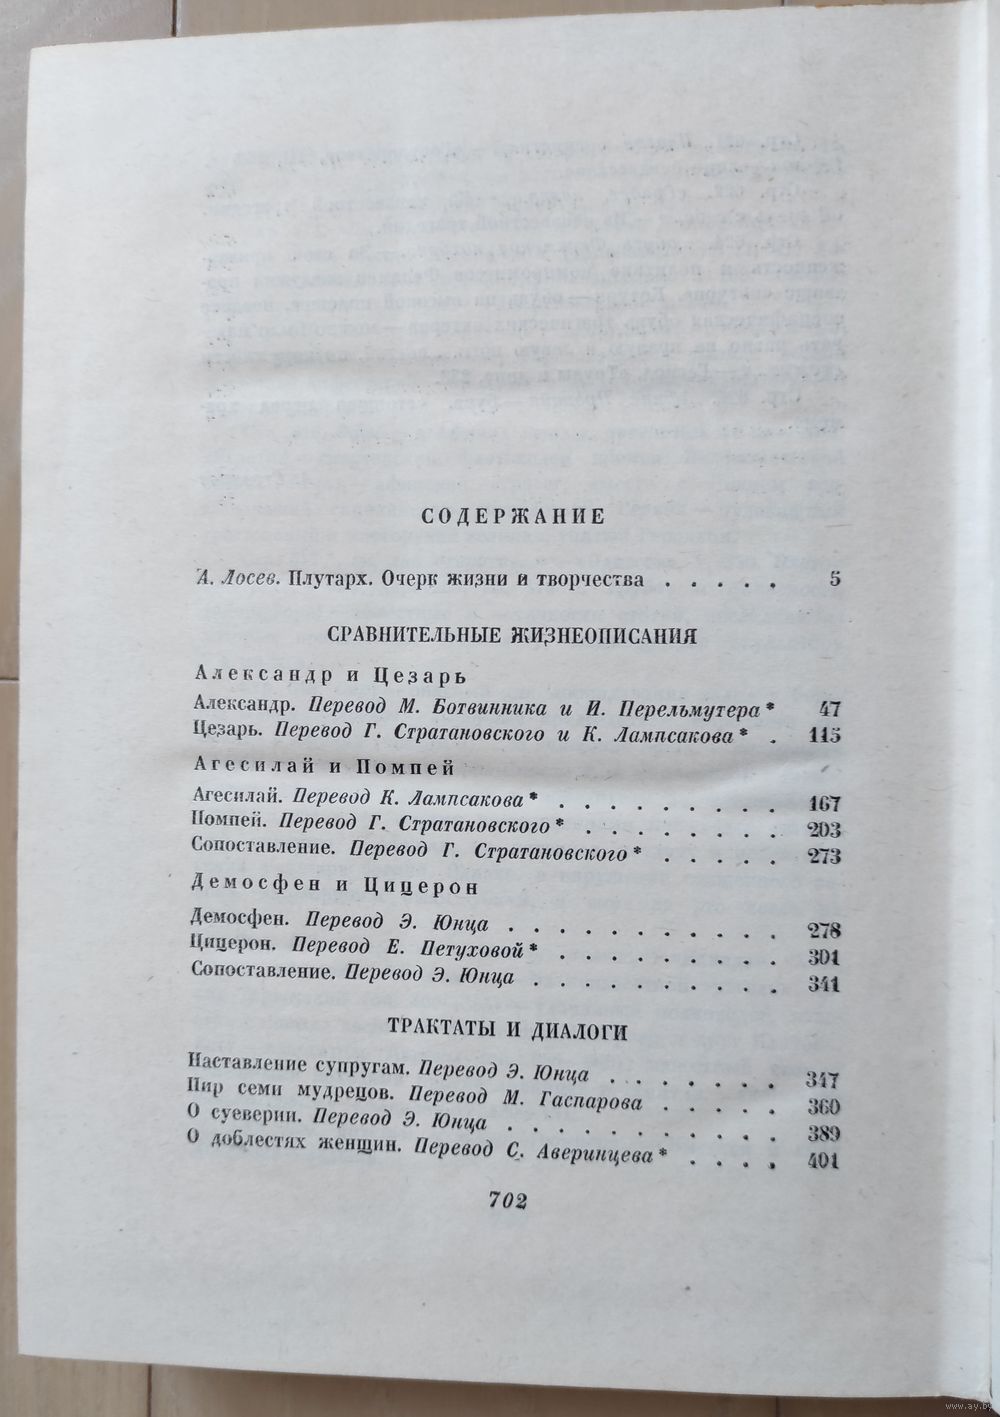 СОДЕРЖАНИЕ
А. Лосев. Плутарх. Очерк жизни и творчества . . . . . 5
СРАВНИТЕЛЬНЫЕ ЖИЗНЕОПИСАНИЯ
Александр и Цезарь
Александр. Перевод М. Ботвинника и И. Перельмутера* 47
Цезарь. Перевод Г. Стратановского и К. Лампсакова* . 115
Агесилай и Помпей
Агесилай. Перевод К. Лампсакова* . . . . . . . . . 167
Помпей. Перевод Г. Стратановского* . . . . . . . . 203
Сопоставление. Перевод Г. Стратановского* . . . . . 273
Демосфен и Цицерон
Демосфен. Перевод Э. Юнца . . . . . . . . . . . 278
Цицерон. Перевод Е. Петуховой* . . . . . . . . . 301
Сопоставление. Перевод Э. Юнца . . . . . . . . . . 341
ТРАКТАТЫ И ДИАЛОГИ
Наставление супругам. Перевод Э. Юнца . . . . . . . 347
Пир семи мудрецов. Перевод М. Гаспарова . . . . . 360
О суеверии. Перевод Э. Юнца . . . . . . . . . . . 389
О доблестях женщин. Перевод С. Аверинцева* . . . . 401
702
www.ay.by